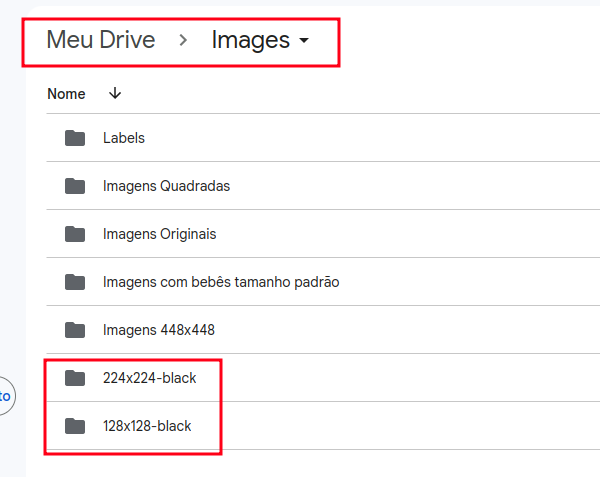 Meu Drive > Images
Nome
Labels
Imagens Quadradas
Imagens Originais
Imagens com bebês tamanho padrão
Imagens 448x448
224x224-black
to
128x128-black